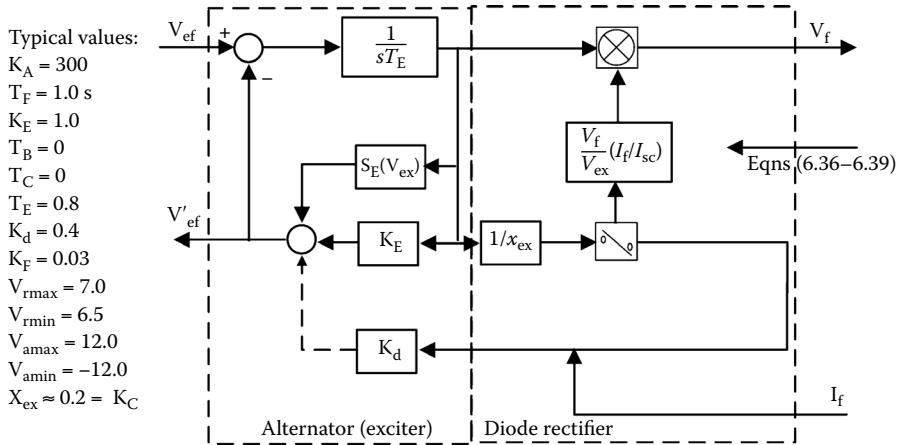 Typical values:
K_A = 300
T_F = 1.0 s
K_E = 1.0
T_B = 0
T_C = 0
T_E = 0.8
K_d = 0.4
K_F = 0.03
V_rmax = 7.0
V_rmin = 6.5
V_amax = 12.0
V_amin = −12.0
X_ex ≈ 0.2 = K_C
V_ef
+
−
1
sT_E
V_f
V_f
V_ex
(I_f/I_sc)
Eqns (6.36–6.39)
S_E(V_ex)
V'_ef
K_E
1/x_ex
K_d
I_f
Alternator (exciter)
Diode rectifier